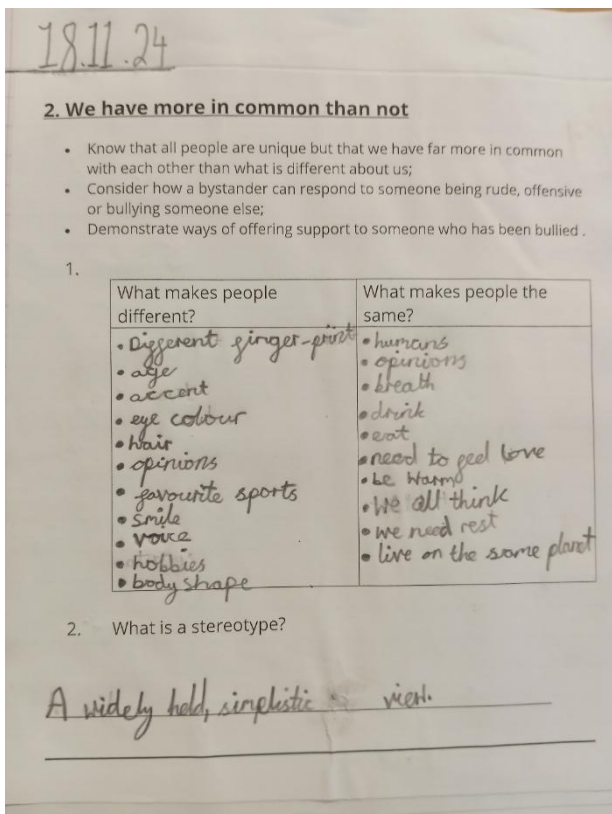 18.11.24
2. We have more in common than not
• Know that all people are unique but that we have far more in common
with each other than what is different about us;
• Consider how a bystander can respond to someone being rude, offensive
or bullying someone else;
• Demonstrate ways of offering support to someone who has been bullied .
1.
What makes people
different?
• Different finger-print
• age
• accent
• eye colour
• hair
• opinions
• favourite sports
• smile
• voice
• hobbies
• body shape
What makes people the
same?
• humans
• opinions
• breath
• drink
• eat
• need to feel love
• be warm
• we all think
• we need rest
• live on the same planet
2. What is a stereotype?
A widely held, simplistic view.